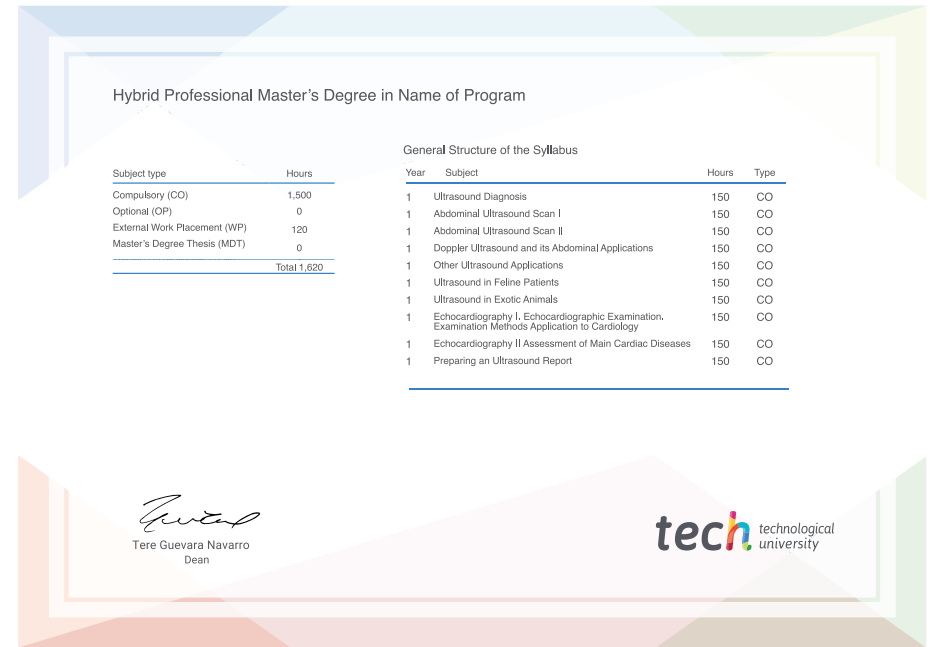 Hybrid Professional Master's Degree in Name of Program
General Structure of the Syllabus
Subject type Hours
Compulsory (CO) 1,500
Optional (OP) 0
External Work Placement (WP) 120
Master's Degree Thesis (MDT) 0
Total 1,620
Year Subject Hours Type
1 Ultrasound Diagnosis 150 CO
1 Abdominal Ultrasound Scan I 150 CO
1 Abdominal Ultrasound Scan II 150 CO
1 Doppler Ultrasound and its Abdominal Applications 150 CO
1 Other Ultrasound Applications 150 CO
1 Ultrasound in Feline Patients 150 CO
1 Ultrasound in Exotic Animals 150 CO
1 Echocardiography I. Echocardiographic Examination. 150 CO
Examination Methods Application to Cardiology
1 Echocardiography II Assessment of Main Cardiac Diseases 150 CO
1 Preparing an Ultrasound Report 150 CO
Tere Guevara Navarro
Dean
tech technological
university